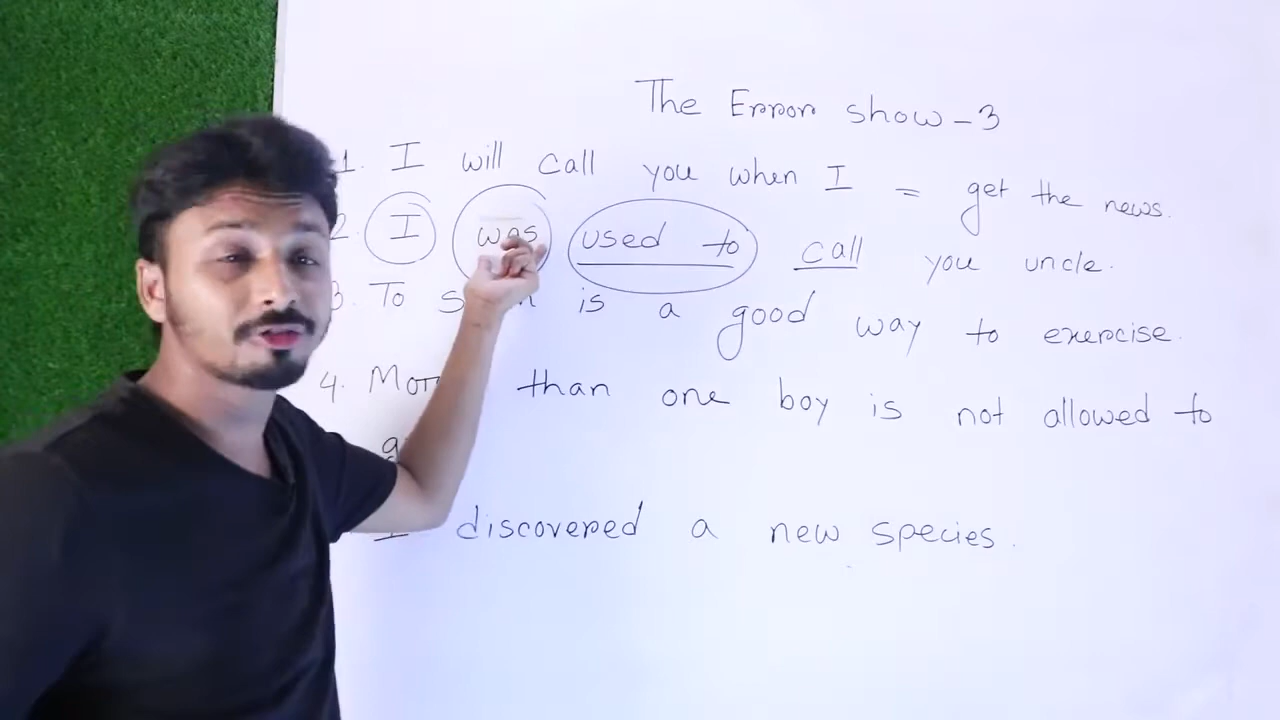 The Error show - 3
1. I will call you when I = get the news.
2. I was used to call you uncle.
3. To is a good way to exercise.
4. than one boy is not allowed to
I discovered a new species.